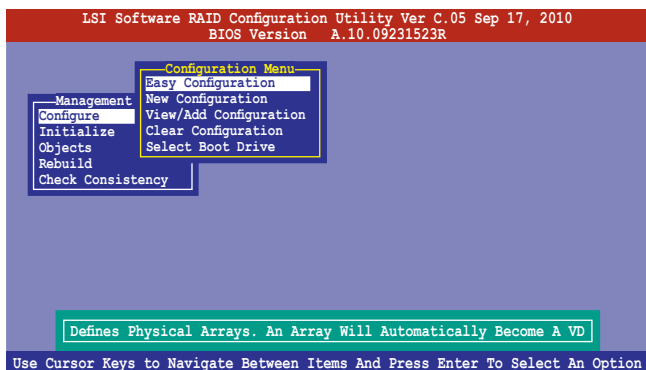 LSI Software RAID Configuration Utility Ver C.05 Sep 17, 2010
BIOS Version A.10.09231523R
Configuration Menu
Easy Configuration
New Configuration
View/Add Configuration
Clear Configuration
Select Boot Drive
Management
Configure
Initialize
Objects
Rebuild
Check Consistency
Defines Physical Arrays. An Array Will Automatically Become A VD
Use Cursor Keys to Navigate Between Items And Press Enter To Select An Option